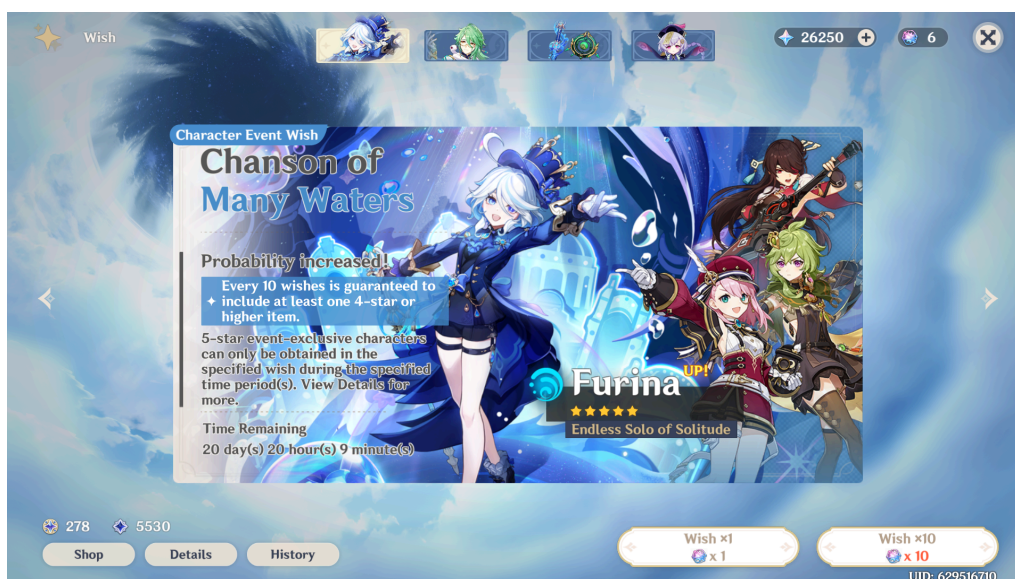 Wish
26250
6
Character Event Wish
Chanson of
Many Waters
Probability increased!
Every 10 wishes is guaranteed to
include at least one 4-star or
higher item.
5-star event-exclusive characters
can only be obtained in the
specified wish during the specified
time period(s). View Details for
more.
Time Remaining
20 day(s) 20 hour(s) 9 minute(s)
Furina
UP!
Endless Solo of Solitude
278 5530
Shop Details History
Wish ×1
x 1
Wish ×10
x 10
UID: 629516710